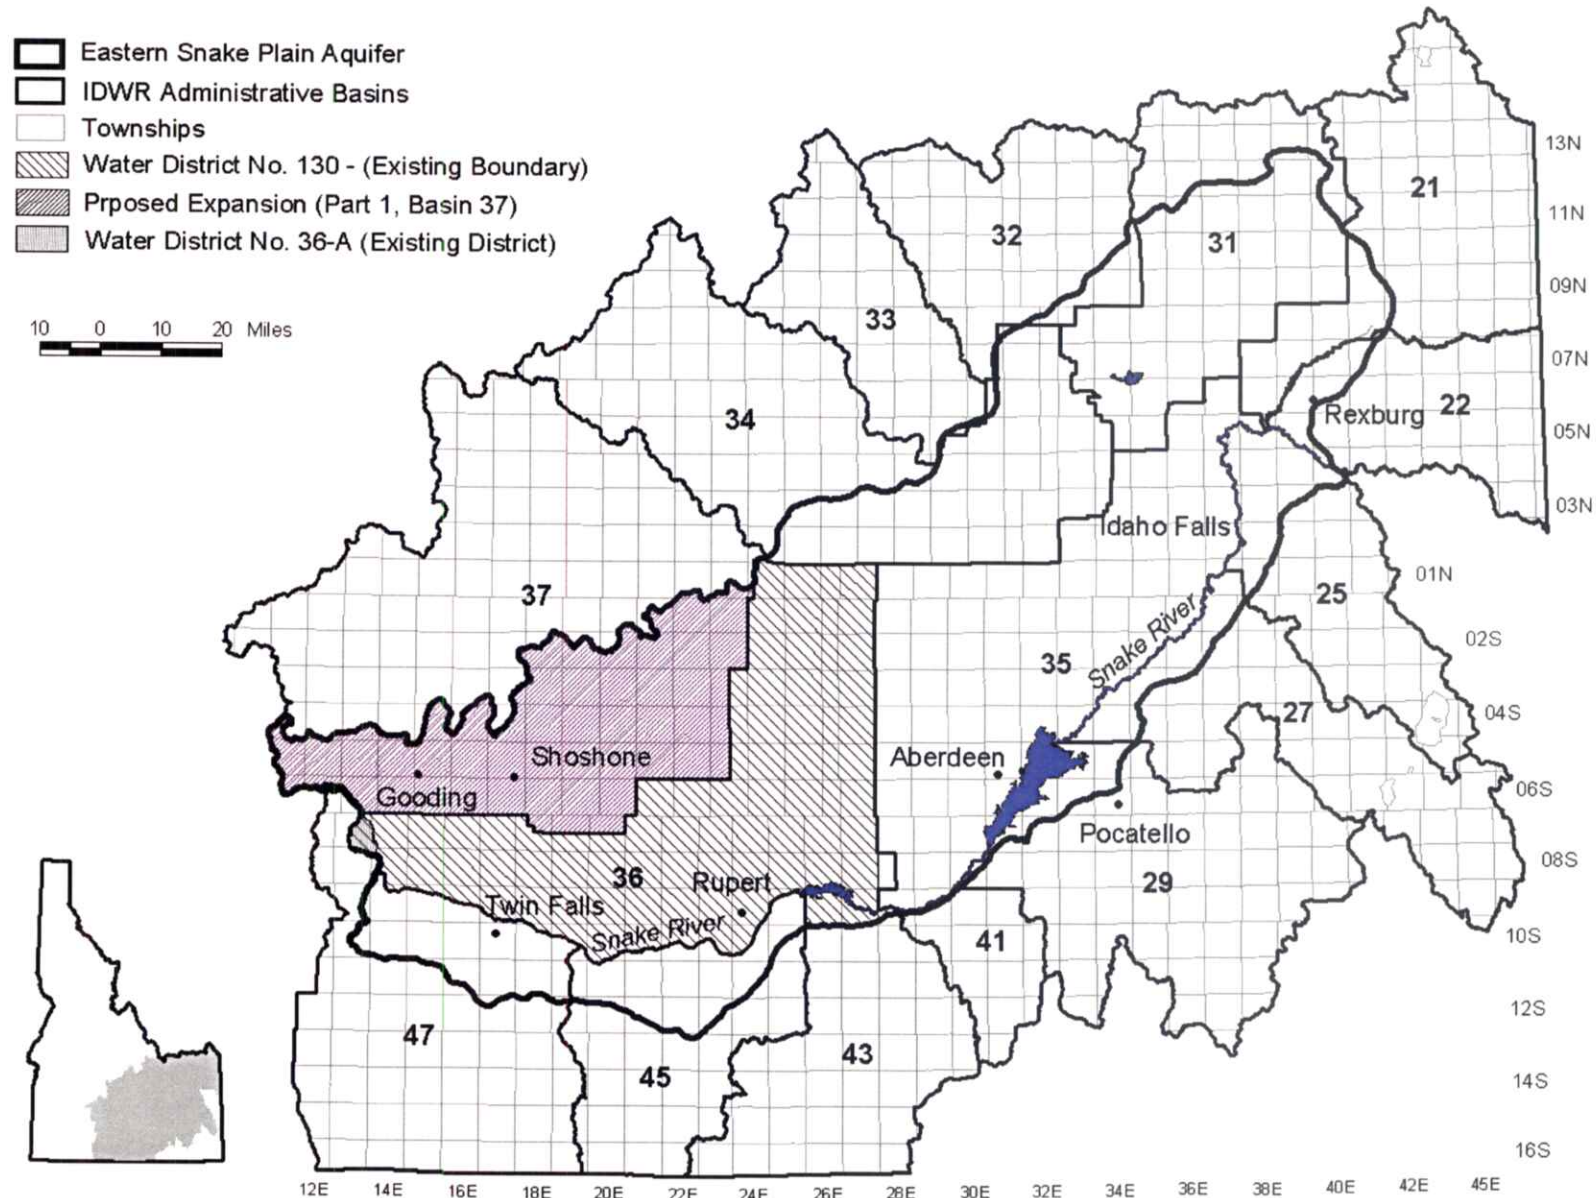 Eastern Snake Plain Aquifer
IDWR Administrative Basins
Townships
Water District No. 130 - (Existing Boundary)
Prposed Expansion (Part 1, Basin 37)
Water District No. 36-A (Existing District)
10 0 10 20 Miles
13N
21
11N
32
31
09N
33
07N
34
Rexburg 22
05N
03N
Idaho Falls
01N
37
25
02S
35
Snake River
27
04S
Shoshone
Aberdeen
06S
Gooding
Pocatello
08S
36
Rupert
29
Twin Falls
Snake River
10S
41
12S
47
43
45
14S
16S
12E 14E 16E 18E 20E 22E 24E 26E 28E 30E 32E 34E 36E 38E 40E 42E 45E